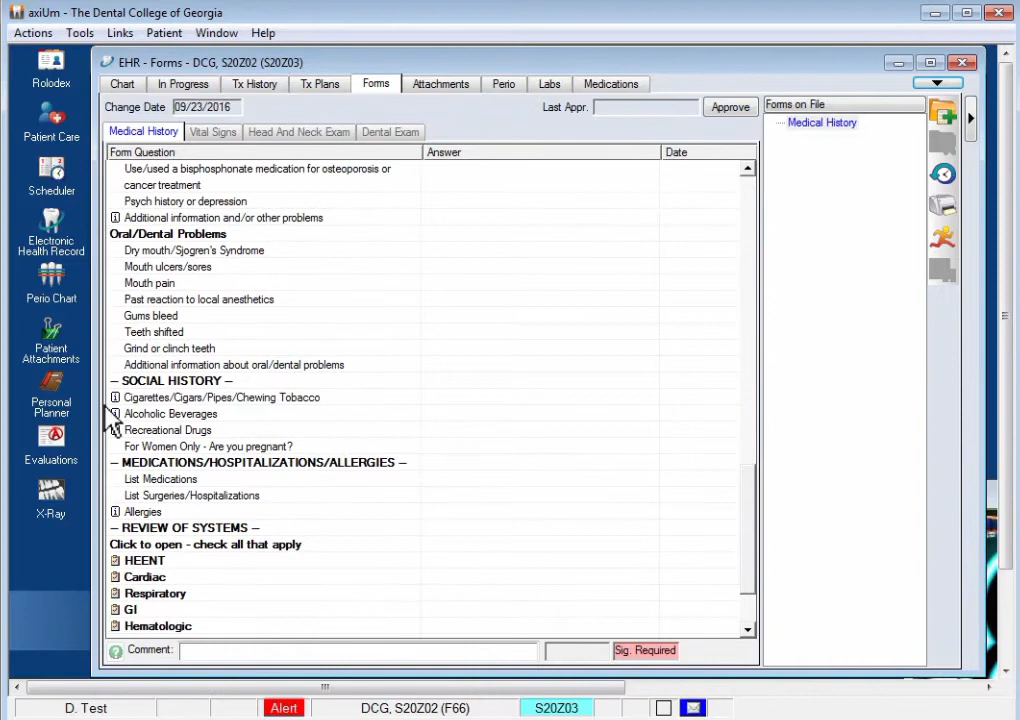 axiUm - The Dental College of Georgia
Actions Tools Links Patient Window Help
Rolodex
Patient Care
Scheduler
Electronic
Health Record
Perio Chart
Patient
Attachments
Personal
Planner
Evaluations
X-Ray
EHR - Forms - DCG, S20Z02 (S20Z03)
Chart In Progress Tx History Tx Plans Forms Attachments Perio Labs Medications
Change Date 09/23/2016 Last Appr. Approve
Medical History Vital Signs Head And Neck Exam Dental Exam
Form Question Answer Date
Use/used a bisphosphonate medication for osteoporosis or
cancer treatment
Psych history or depression
Additional information and/or other problems
Oral/Dental Problems
Dry mouth/Sjogren's Syndrome
Mouth ulcers/sores
Mouth pain
Past reaction to local anesthetics
Gums bleed
Teeth shifted
Grind or clinch teeth
Additional information about oral/dental problems
-- SOCIAL HISTORY --
Cigarettes/Cigars/Pipes/Chewing Tobacco
Alcoholic Beverages
Recreational Drugs
For Women Only - Are you pregnant?
-- MEDICATIONS/HOSPITALIZATIONS/ALLERGIES --
List Medications
List Surgeries/Hospitalizations
Allergies
-- REVIEW OF SYSTEMS --
Click to open - check all that apply
HEENT
Cardiac
Respiratory
GI
Hematologic
Comment: Sig. Required
Forms on File
Medical History
D. Test Alert DCG, S20Z02 (F66) S20Z03